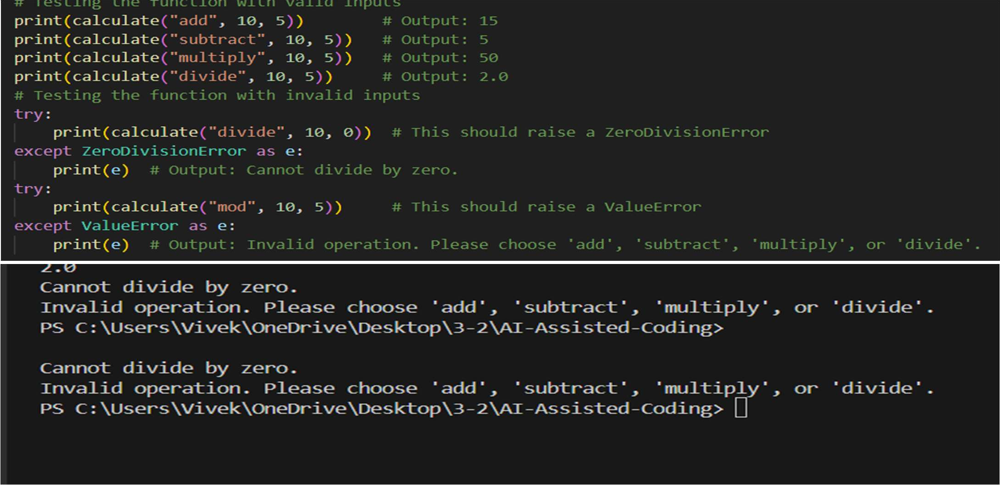 # Testing the function with valid inputs
print(calculate("add", 10, 5))        # Output: 15
print(calculate("subtract", 10, 5))   # Output: 5
print(calculate("multiply", 10, 5))   # Output: 50
print(calculate("divide", 10, 5))     # Output: 2.0
# Testing the function with invalid inputs
try:
    print(calculate("divide", 10, 0))  # This should raise a ZeroDivisionError
except ZeroDivisionError as e:
    print(e)  # Output: Cannot divide by zero.
try:
    print(calculate("mod", 10, 5))     # This should raise a ValueError
except ValueError as e:
    print(e)  # Output: Invalid operation. Please choose 'add', 'subtract', 'multiply', or 'divide'.
2.0
Cannot divide by zero.
Invalid operation. Please choose 'add', 'subtract', 'multiply', or 'divide'.
PS C:\Users\Vivek\OneDrive\Desktop\3-2\AI-Assisted-Coding>
Cannot divide by zero.
Invalid operation. Please choose 'add', 'subtract', 'multiply', or 'divide'.
PS C:\Users\Vivek\OneDrive\Desktop\3-2\AI-Assisted-Coding>